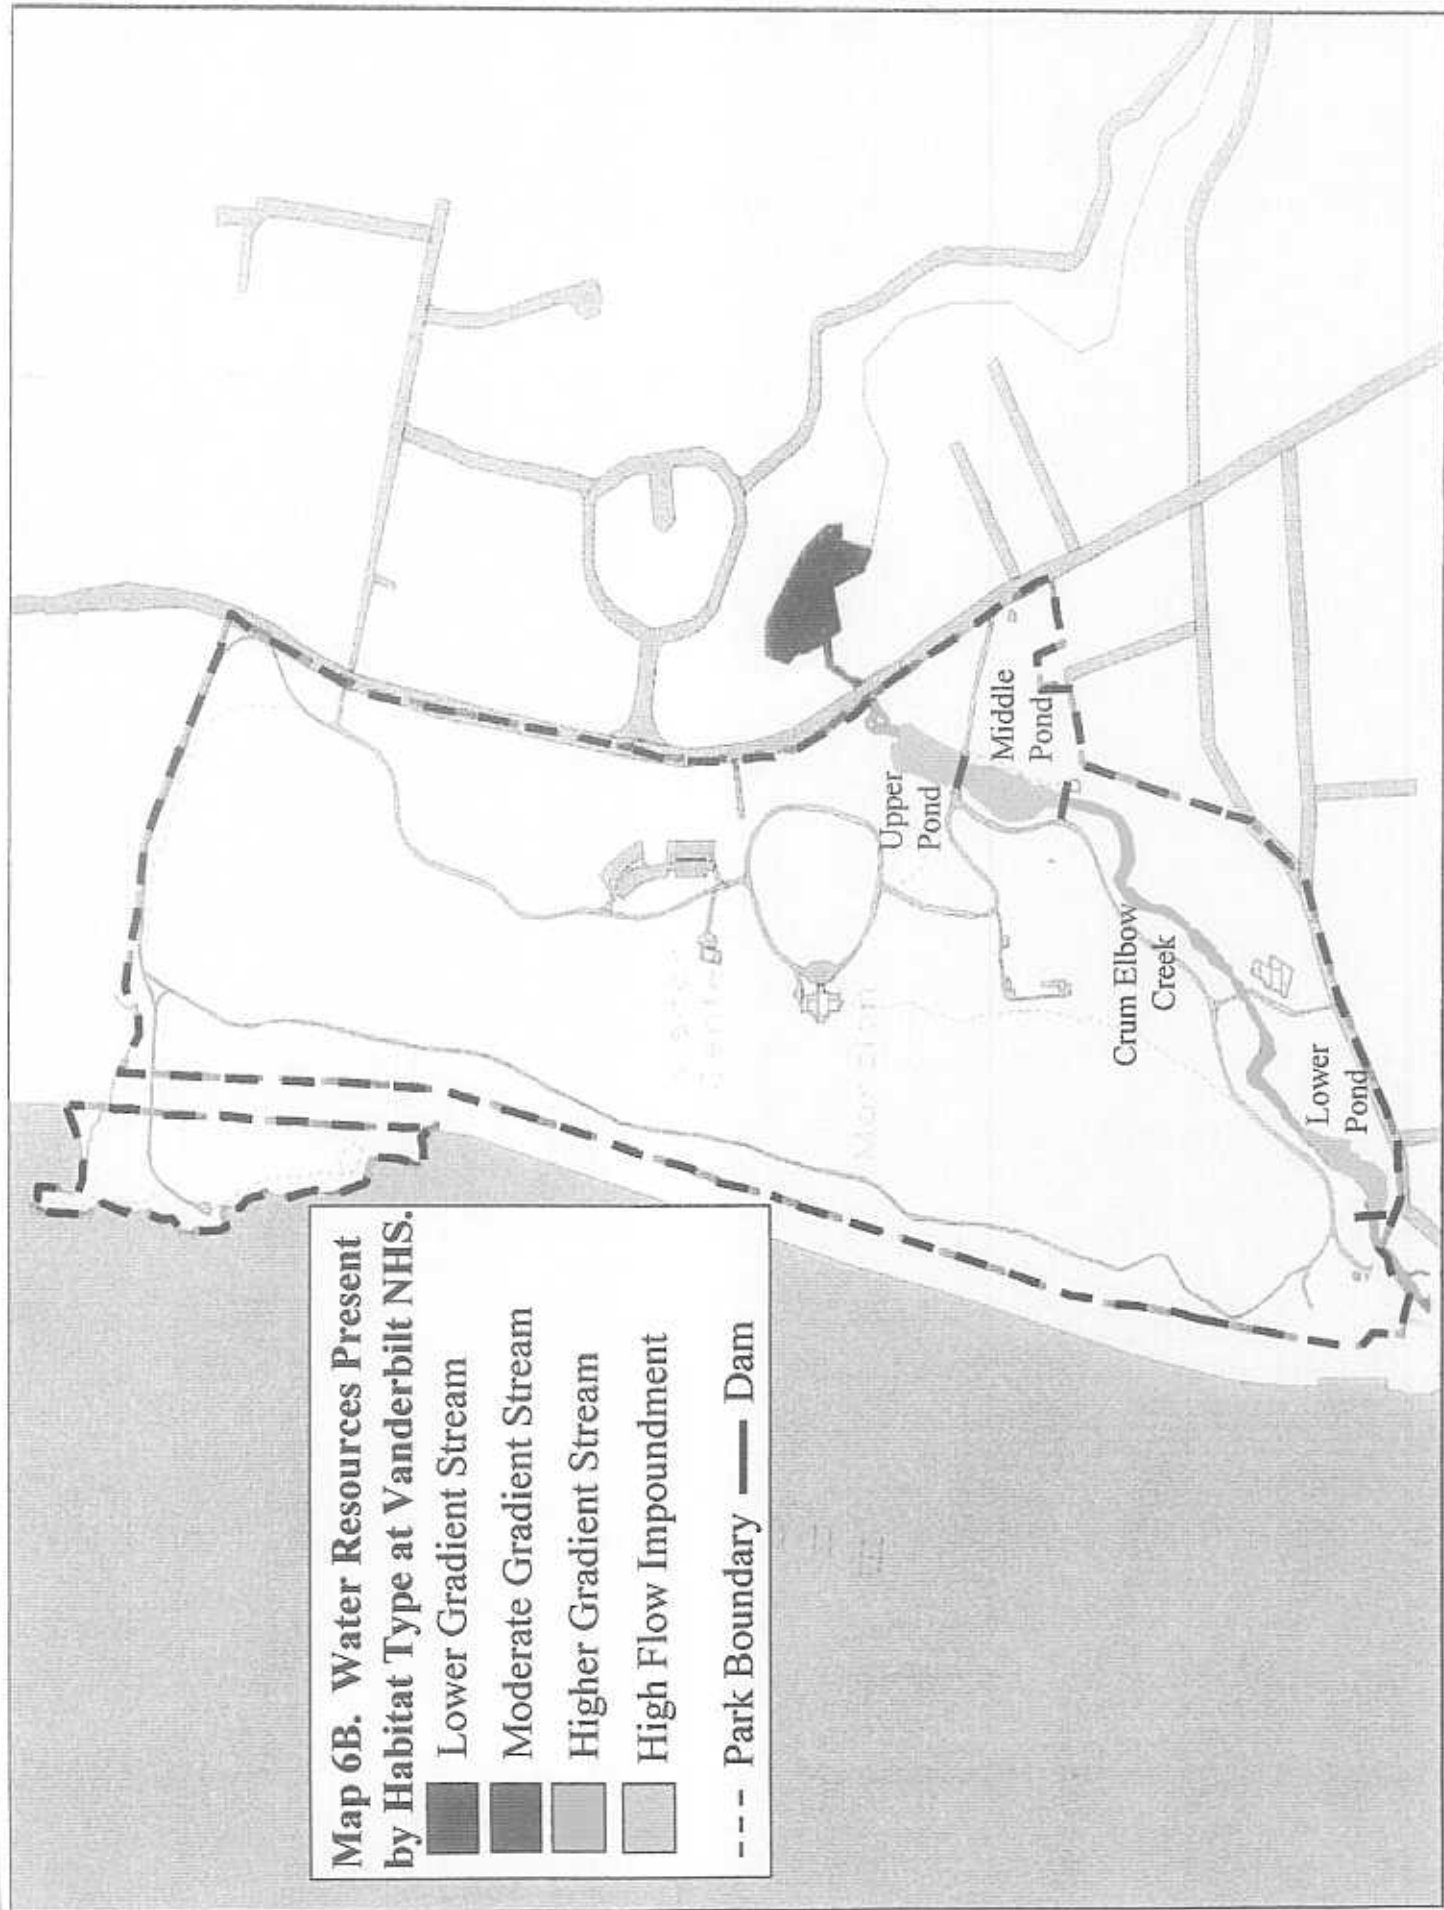 Map 6B. Water Resources Present
by Habitat Type at Vanderbilt NHS.
Lower Gradient Stream
Moderate Gradient Stream
Higher Gradient Stream
High Flow Impoundment
Park Boundary
Dam
Upper
Pond
Middle
Pond
Crum Elbow
Creek
Lower
Pond